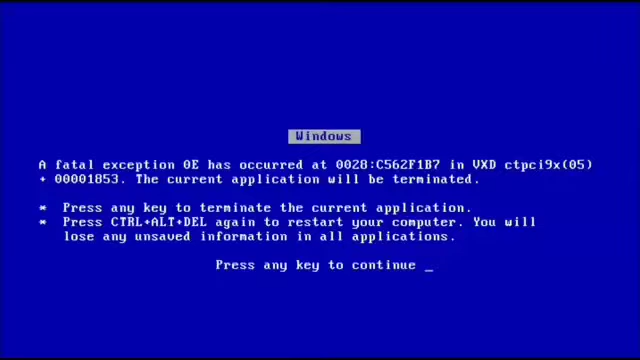 Windows
A fatal exception 0E has occurred at 0028:C562F1B7 in VXD ctpci9x(05)
+ 00001853. The current application will be terminated.
* Press any key to terminate the current application.
* Press CTRL+ALT+DEL again to restart your computer. You will
lose any unsaved information in all applications.
Press any key to continue _